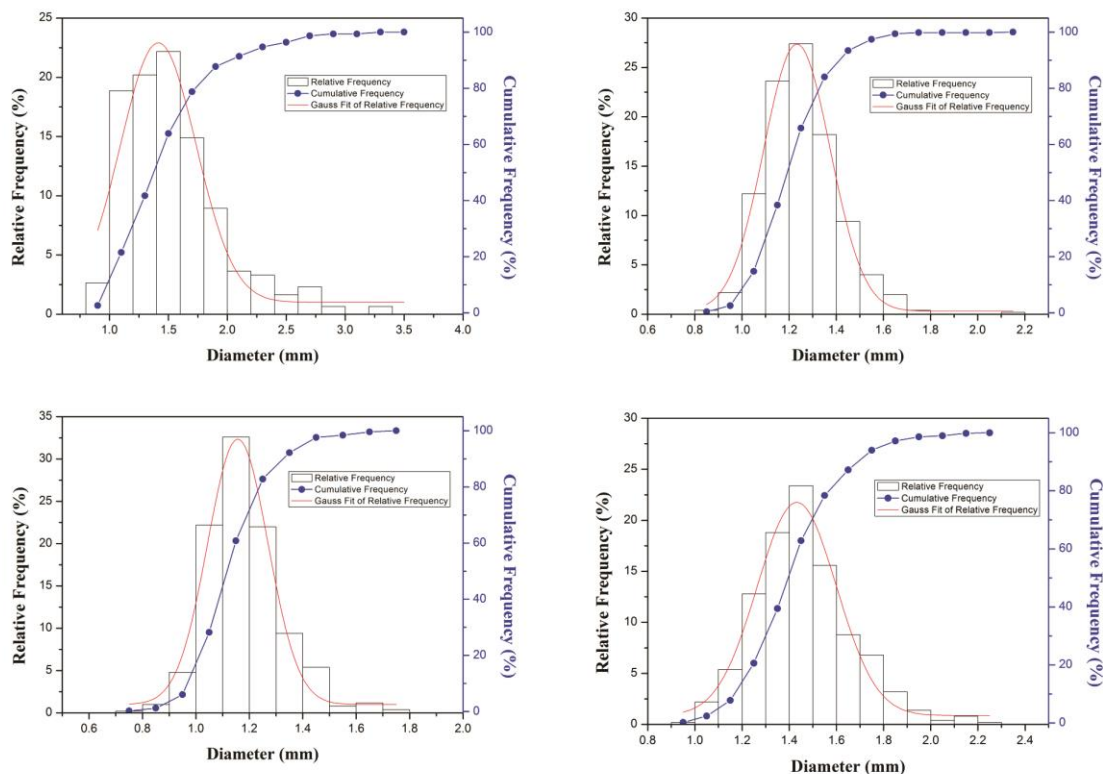 Relative Frequency (%)
25
20
15
10
5
0
1.0 1.5 2.0 2.5 3.0 3.5 4.0
Diameter (mm)
100
80
60
40
20
0
Cumulative Frequency (%)
Relative Frequency
Cumulative Frequency
Gauss Fit of Relative Frequency
Relative Frequency (%)
30
25
20
15
10
5
0
0.6 0.8 1.0 1.2 1.4 1.6 1.8 2.0 2.2
Diameter (mm)
100
80
60
40
20
0
Cumulative Frequency (%)
Relative Frequency
Cumulative Frequency
Gauss Fit of Relative Frequency
Relative Frequency (%)
35
30
25
20
15
10
5
0
0.6 0.8 1.0 1.2 1.4 1.6 1.8 2.0
Diameter (mm)
100
80
60
40
20
0
Cumulative Frequency (%)
Relative Frequency
Cumulative Frequency
Gauss Fit of Relative Frequency
Relative Frequency (%)
30
25
20
15
10
5
0
0.8 1.0 1.2 1.4 1.6 1.8 2.0 2.2 2.4
Diameter (mm)
100
80
60
40
20
0
Cumulative Frequency (%)
Relative Frequency
Cumulative Frequency
Gauss Fit of Relative Frequency